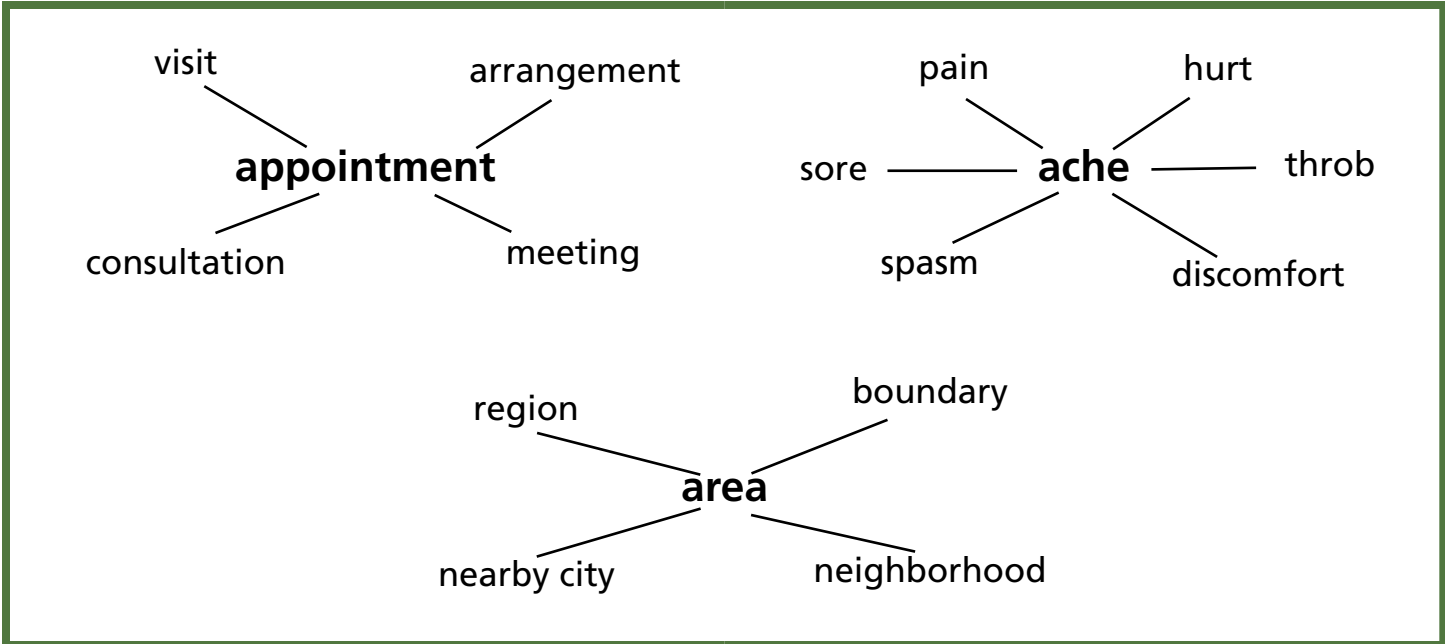 visit
arrangement
appointment
consultation
meeting
pain
hurt
sore
ache
throb
spasm
discomfort
region
boundary
area
nearby city
neighborhood